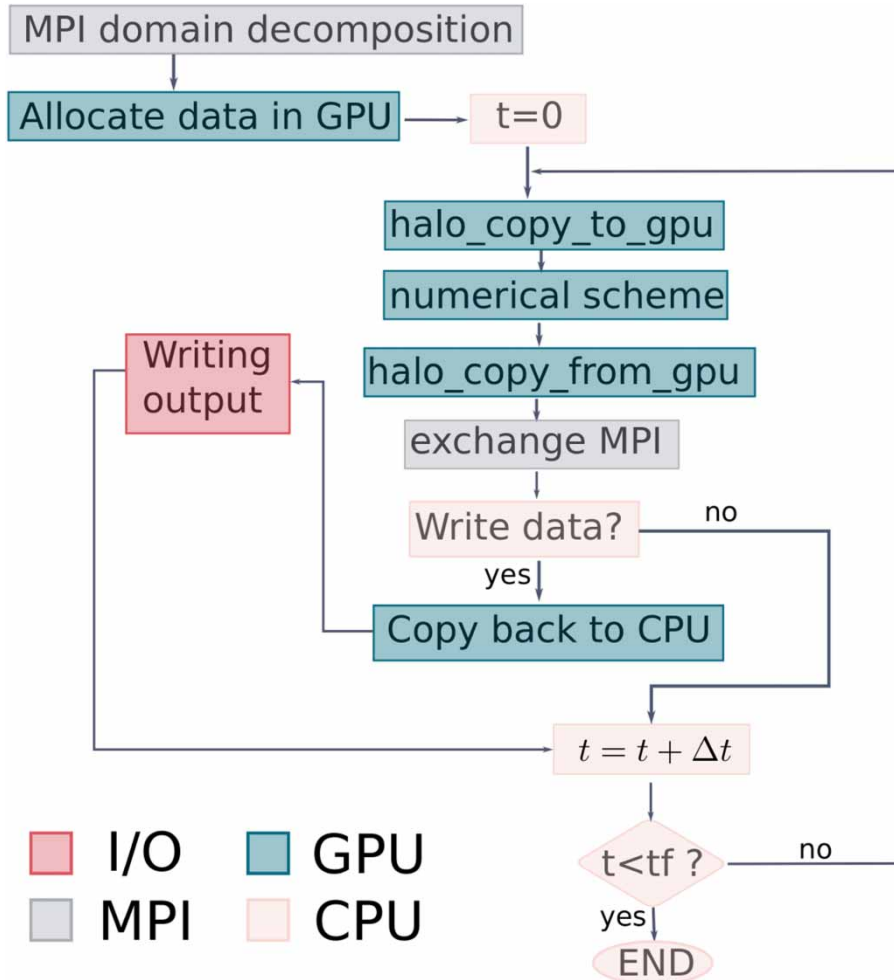 MPI domain decomposition
Allocate data in GPU
t=0
halo_copy_to_gpu
numerical scheme
halo_copy_from_gpu
Writing
output
exchange MPI
Write data?
no
yes
Copy back to CPU
t = t + Δt
t<tf ?
no
yes
END
I/O
GPU
MPI
CPU